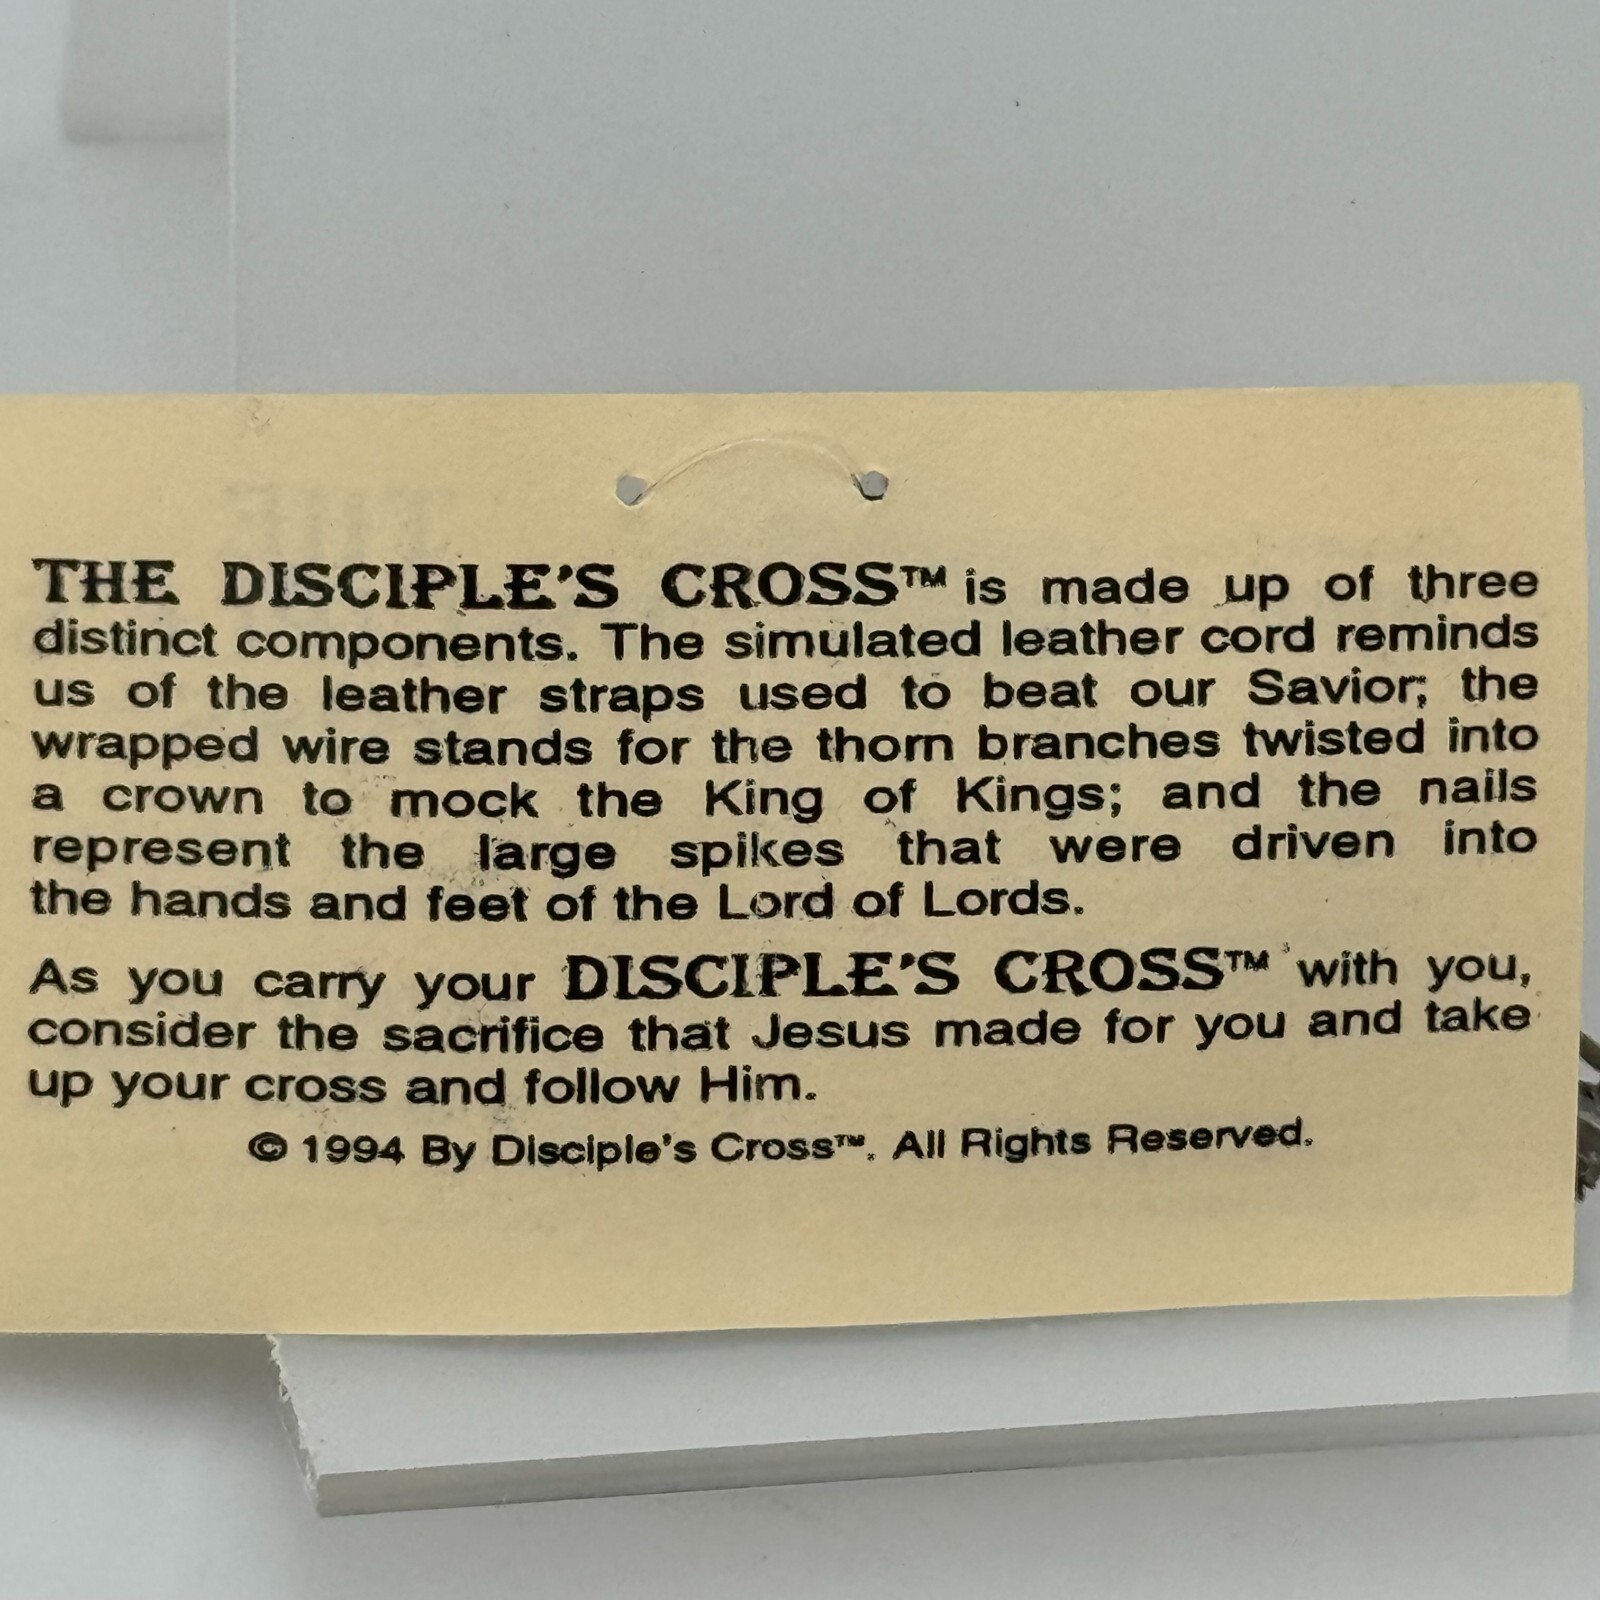 THE DISCIPLE'S CROSS™ is made up of three
distinct components. The simulated leather cord reminds
us of the leather straps used to beat our Savior; the
wrapped wire stands for the thorn branches twisted into
a crown to mock the King of Kings; and the nails
represent the large spikes that were driven into
the hands and feet of the Lord of Lords.
As you carry your DISCIPLE'S CROSS™ with you,
consider the sacrifice that Jesus made for you and take
up your cross and follow Him.
© 1994 By Disciple's Cross™. All Rights Reserved.